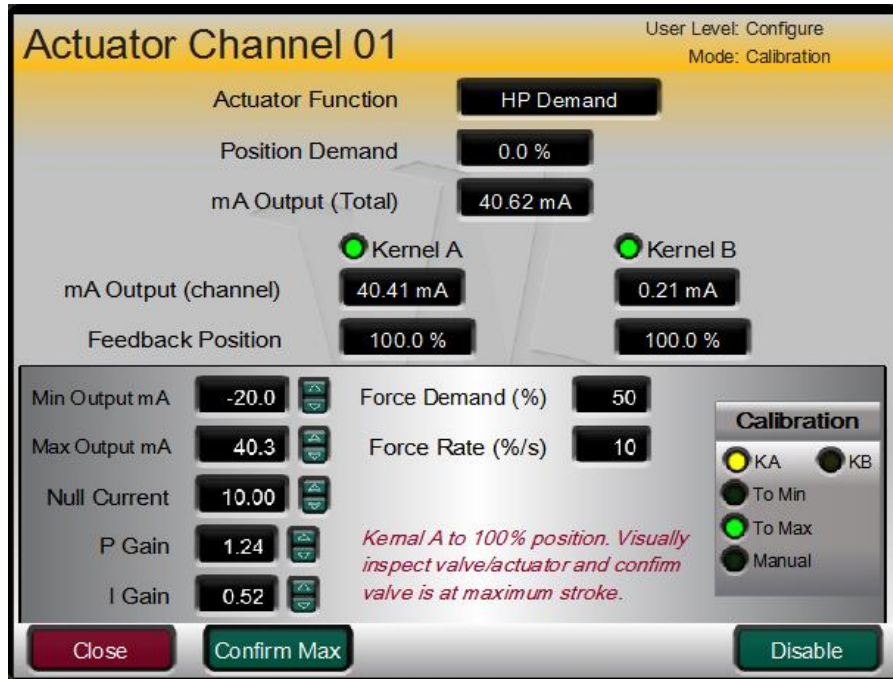 Actuator Channel 01
User Level: Configure
Mode: Calibration
Actuator Function HP Demand
Position Demand 0.0 %
mA Output (Total) 40.62 mA
Kernel A Kernel B
mA Output (channel) 40.41 mA 0.21 mA
Feedback Position 100.0 % 100.0 %
Min Output mA -20.0 Force Demand (%) 50
Max Output mA 40.3 Force Rate (%/s) 10
Null Current 10.00
P Gain 1.24
I Gain 0.52
Kernal A to 100% position. Visually
inspect valve/actuator and confirm
valve is at maximum stroke.
Calibration
KA KB
To Min
To Max
Manual
Close Confirm Max Disable